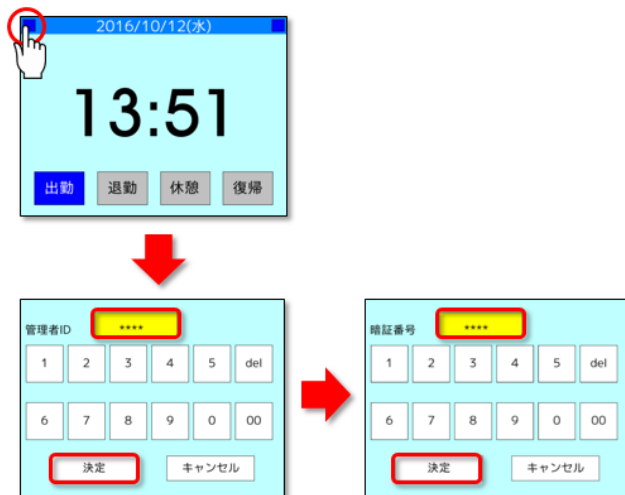 2016/10/12(水)
13:51
出勤 退勤 休憩 復帰
管理者ID ****
1 2 3 4 5 del
6 7 8 9 0 00
決定 キャンセル
暗証番号 ****
1 2 3 4 5 del
6 7 8 9 0 00
決定 キャンセル